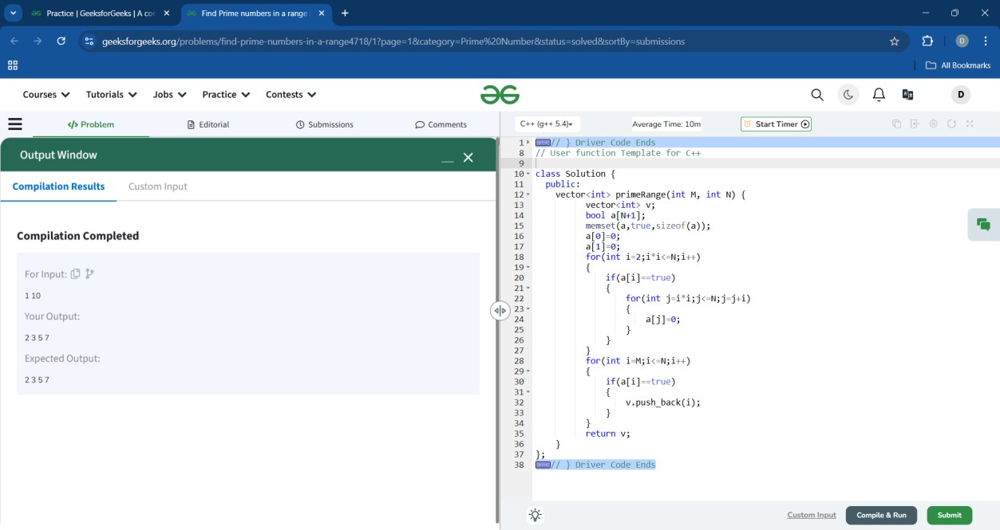 Practice | GeeksforGeeks | A cor
Find Prime numbers in a range
geeksforgeeks.org/problems/find-prime-numbers-in-a-range4718/1?page=1&category=Prime%20Number&status=solved&sortBy=submissions
D
All Bookmarks
Courses Tutorials Jobs Practice Contests
D
</> Problem Editorial Submissions Comments
C++ (g++ 5.4) Average Time: 10m Start Timer
Output Window
Compilation Results Custom Input
Compilation Completed
For Input:
1 10
Your Output:
2 3 5 7
Expected Output:
2 3 5 7
1 // } Driver Code Ends
8 // User function Template for C++
9
10 class Solution {
11 public:
12 vector<int> primeRange(int M, int N) {
13 vector<int> v;
14 bool a[N+1];
15 memset(a,true,sizeof(a));
16 a[0]=0;
17 a[1]=0;
18 for(int i=2;i*i<=N;i++)
19 {
20 if(a[i]==true)
21 {
22 for(int j=i*i;j<=N;j=j+i)
23 {
24 a[j]=0;
25 }
26 }
27 }
28 for(int i=M;i<=N;i++)
29 {
30 if(a[i]==true)
31 {
32 v.push_back(i);
33 }
34 }
35 return v;
36 }
37 };
38 // } Driver Code Ends
Custom Input Compile & Run Submit